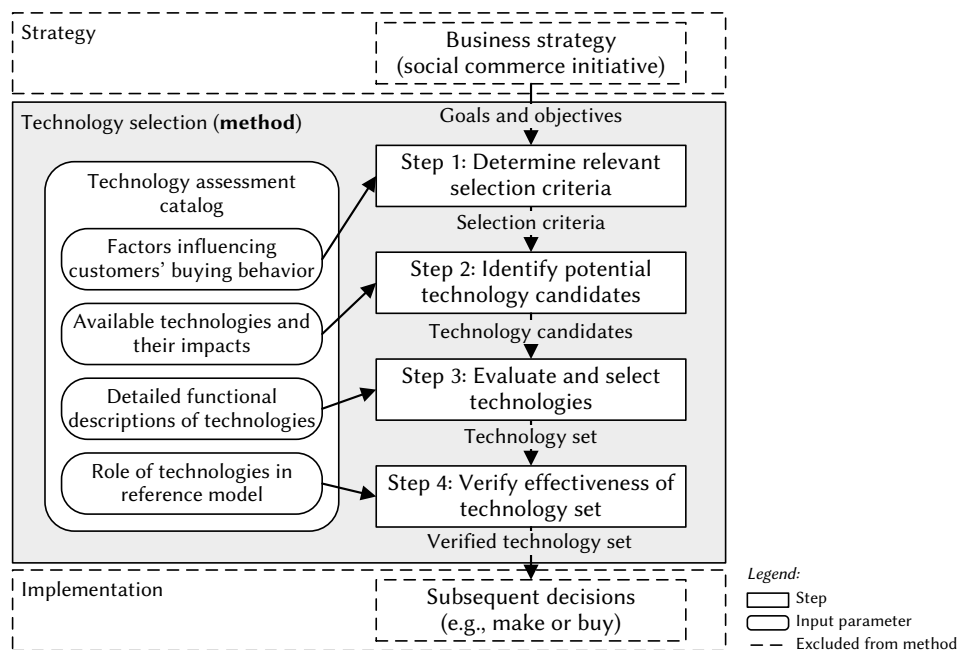 Strategy
Business strategy
(social commerce initiative)
Goals and objectives
Technology selection (method)
Technology assessment
catalog
Factors influencing
customers’ buying behavior
Available technologies and
their impacts
Detailed functional
descriptions of technologies
Role of technologies in
reference model
Step 1: Determine relevant
selection criteria
Selection criteria
Step 2: Identify potential
technology candidates
Technology candidates
Step 3: Evaluate and select
technologies
Technology set
Step 4: Verify effectiveness of
technology set
Verified technology set
Implementation
Subsequent decisions
(e.g., make or buy)
Legend:
Step
Input parameter
Excluded from method